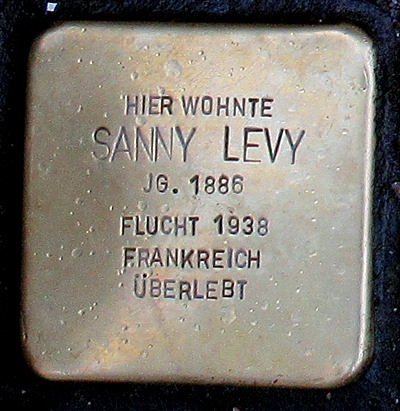 HIER WOHNTE
SANNY LEVY
JG. 1886
FLUCHT 1938
FRANKREICH
ÜBERLEBT